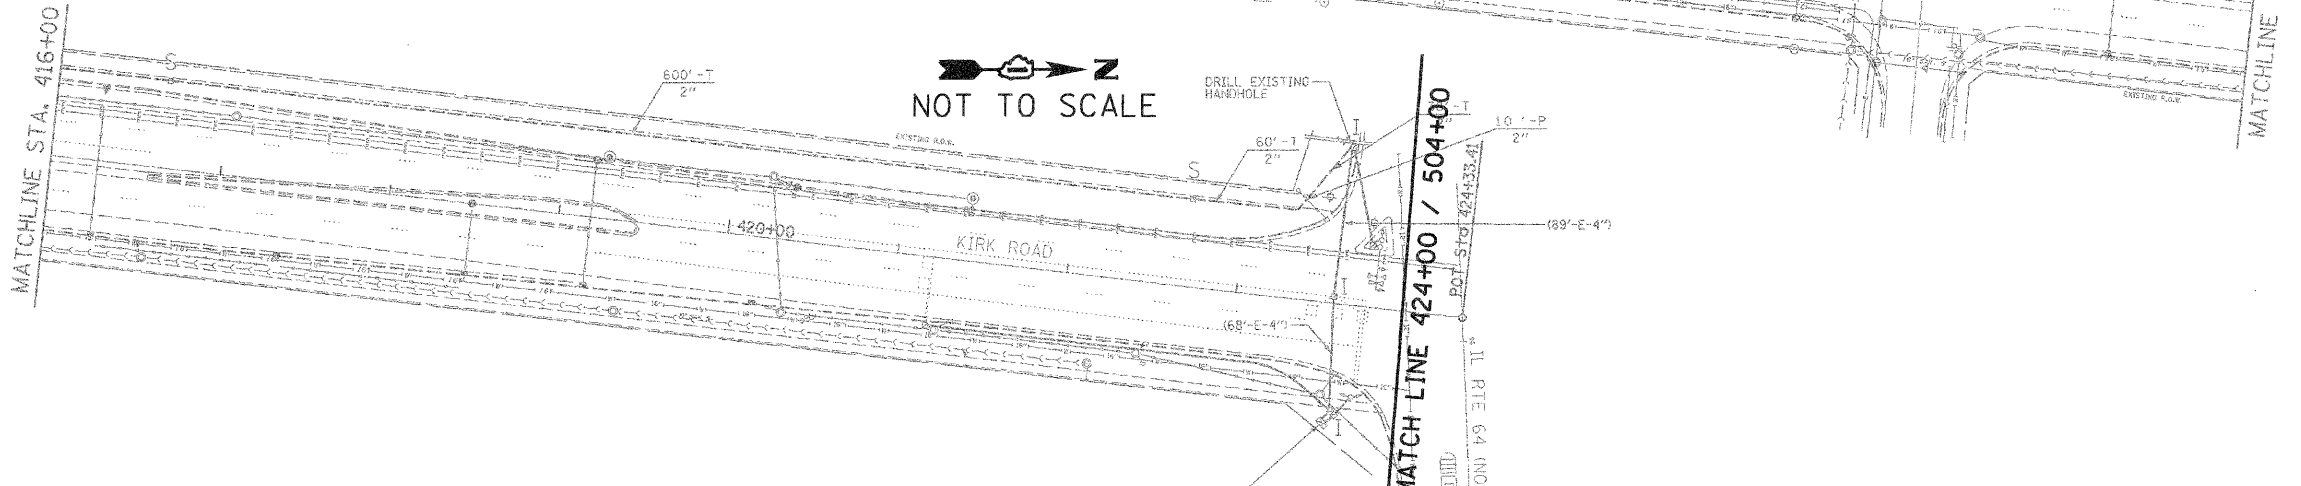 MATCHLINE STA. 416+00
S
600'-T
2"
N
NOT TO SCALE
EXISTING R.O.W.
DRILL EXISTING
HANDHOLE
60'-T
2"
S
-T
10 '-P
2"
I
420+00
KIRK ROAD
(89'-E-4")
I
(68'-E-4")
I
MATCH LINE 424+00 / 504+00
POT Sta 424+33.41
IL RTE 64 (NO
EXISTING R.O.W.
MATCHLINE